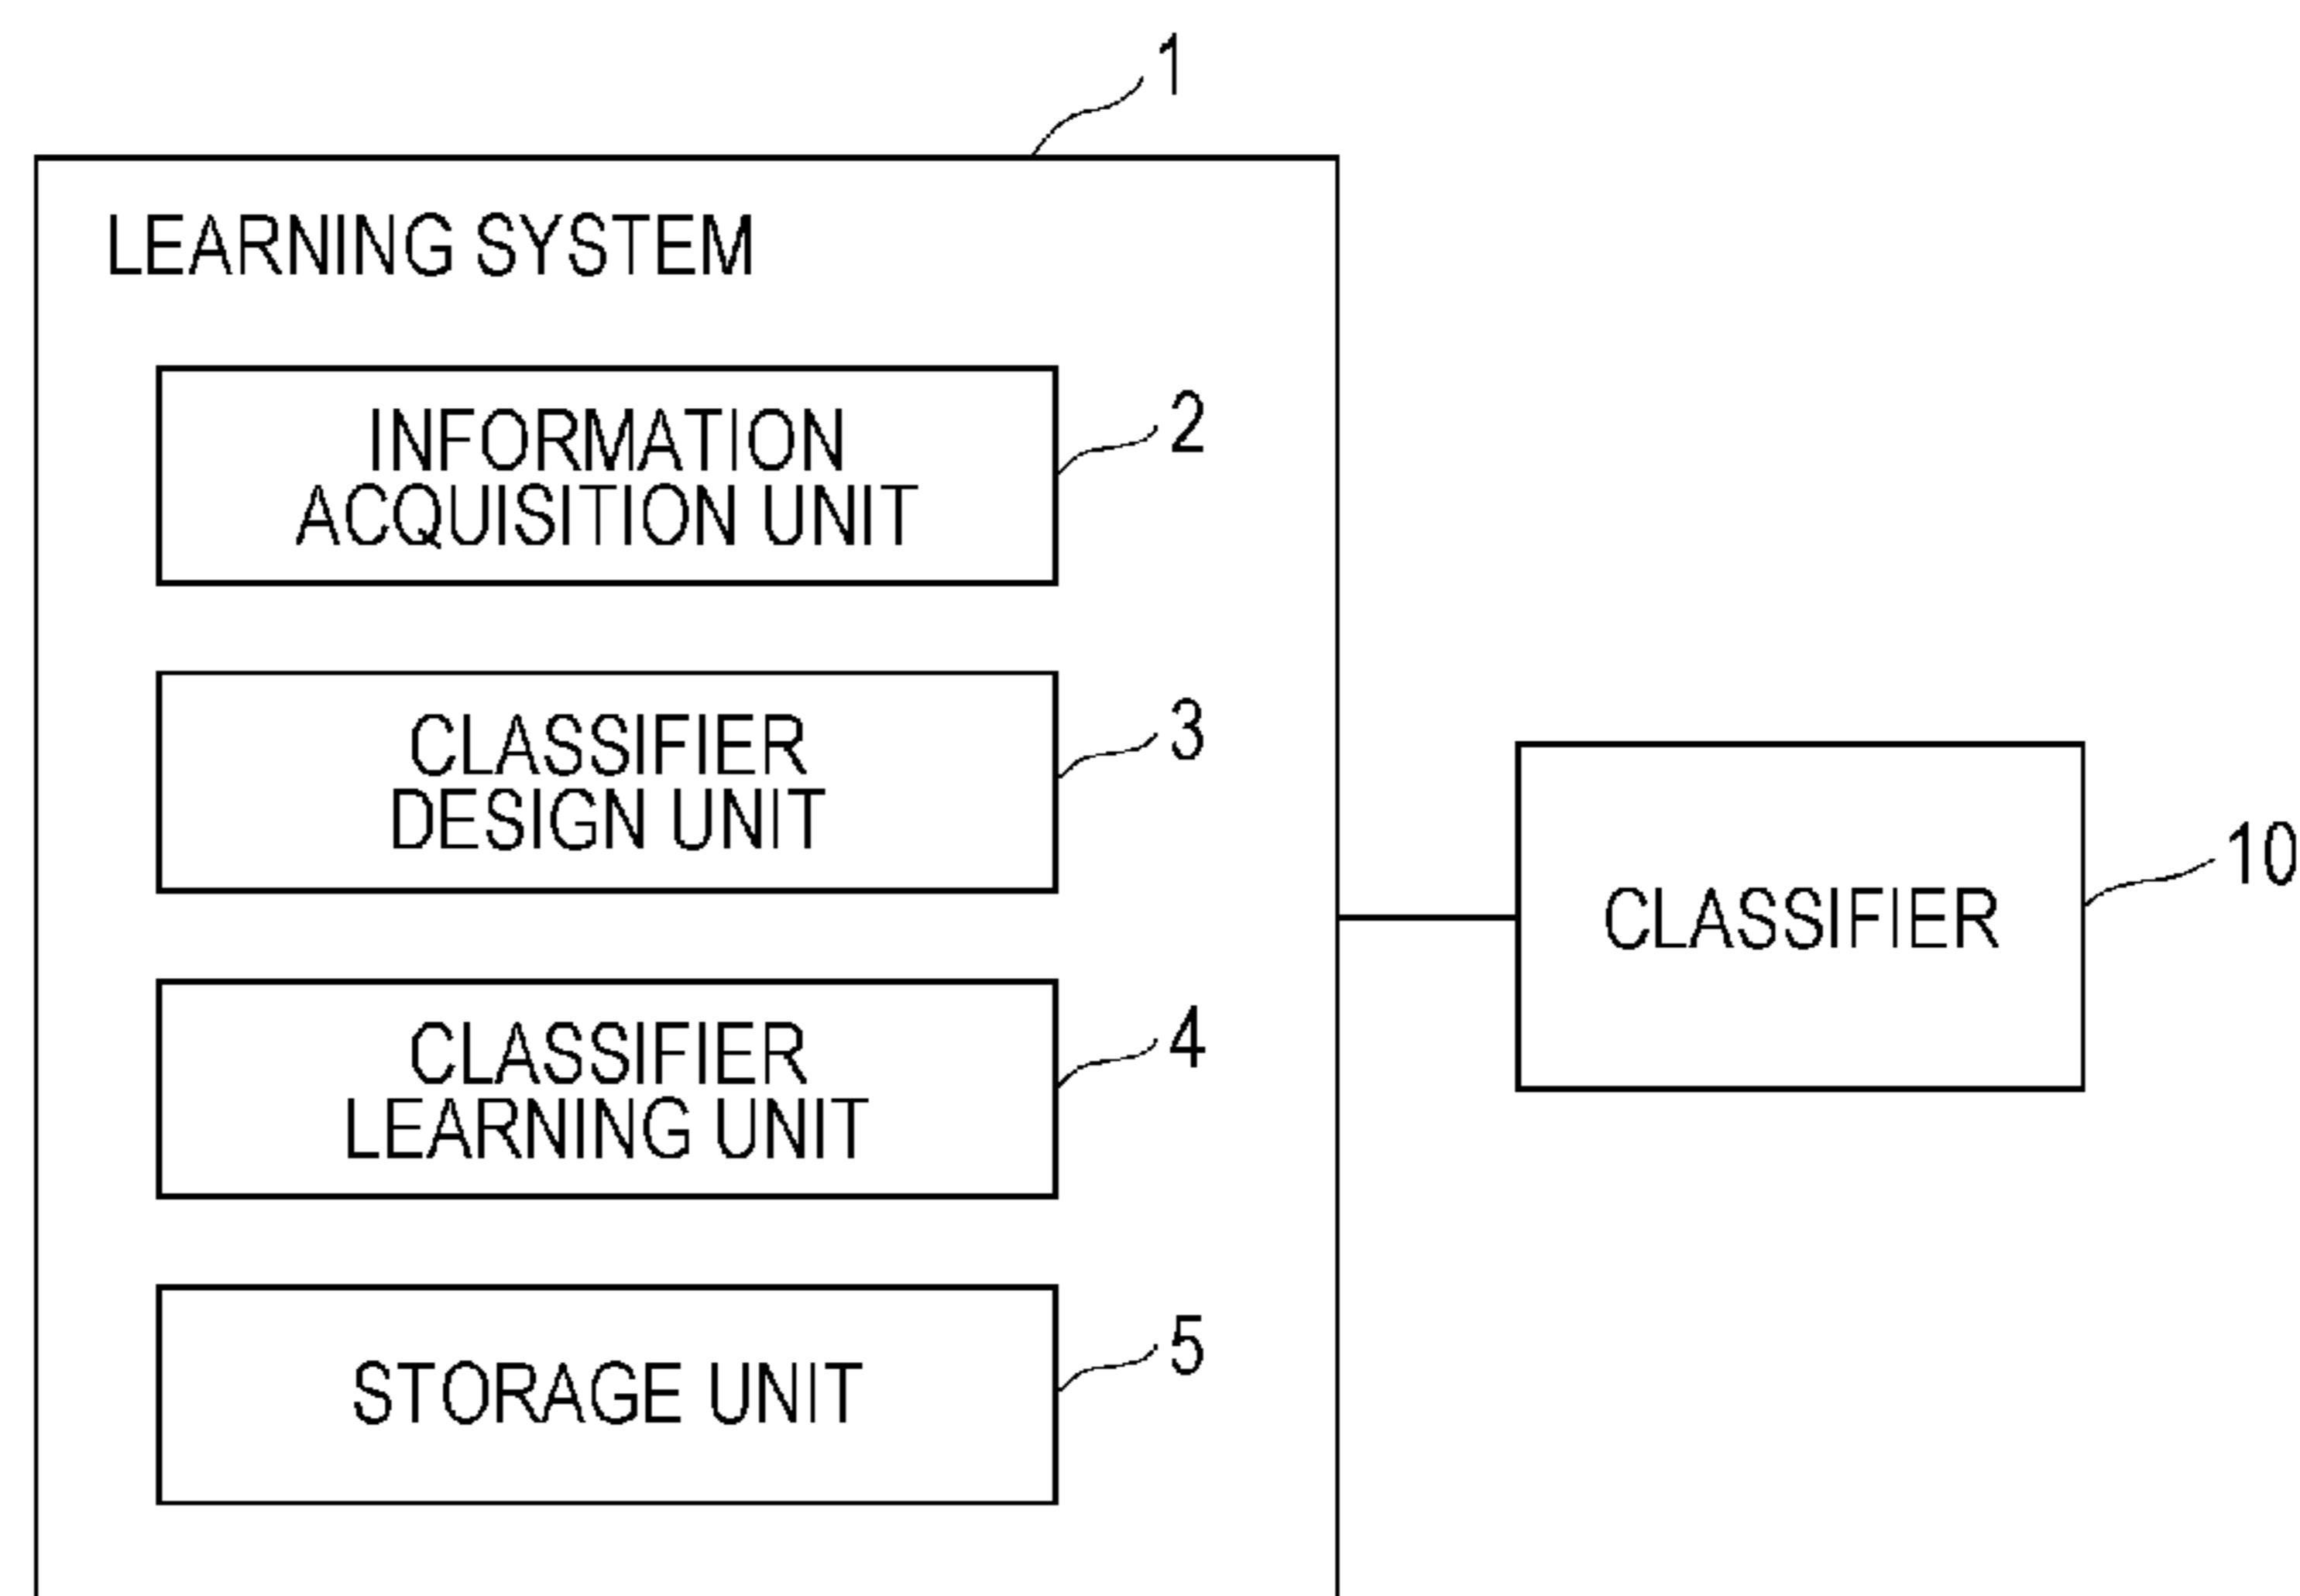 1
LEARNING SYSTEM
INFORMATION
ACQUISITION UNIT
2
CLASSIFIER
DESIGN UNIT
3
CLASSIFIER
LEARNING UNIT
4
STORAGE UNIT
5
CLASSIFIER
10